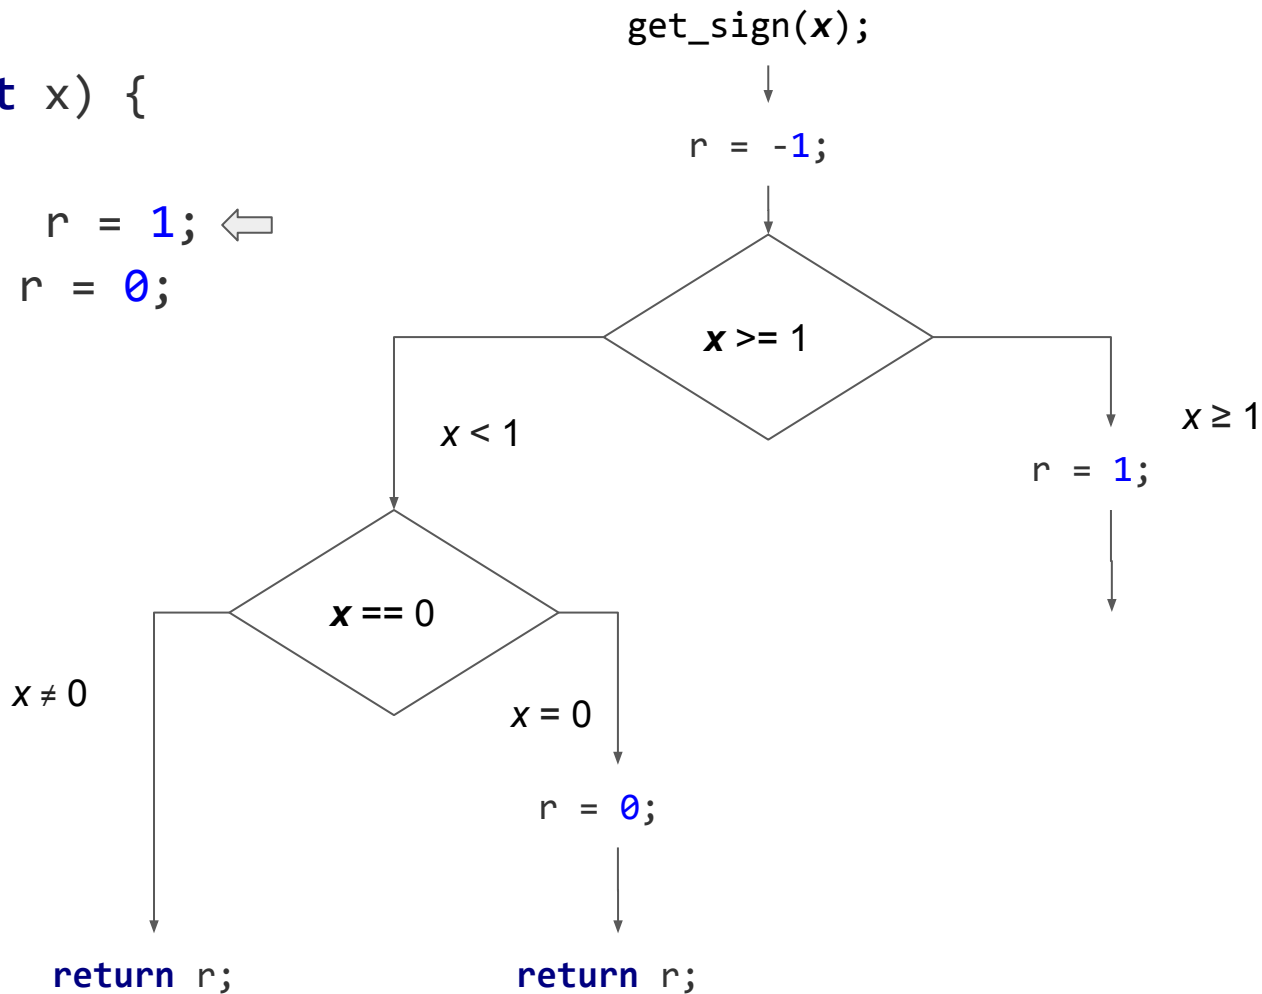 t x) {
r = 1;
r = 0;
get_sign(x);
r = -1;
x >= 1
x < 1
x ≥ 1
r = 1;
x == 0
x ≠ 0
x = 0
r = 0;
return r;
return r;